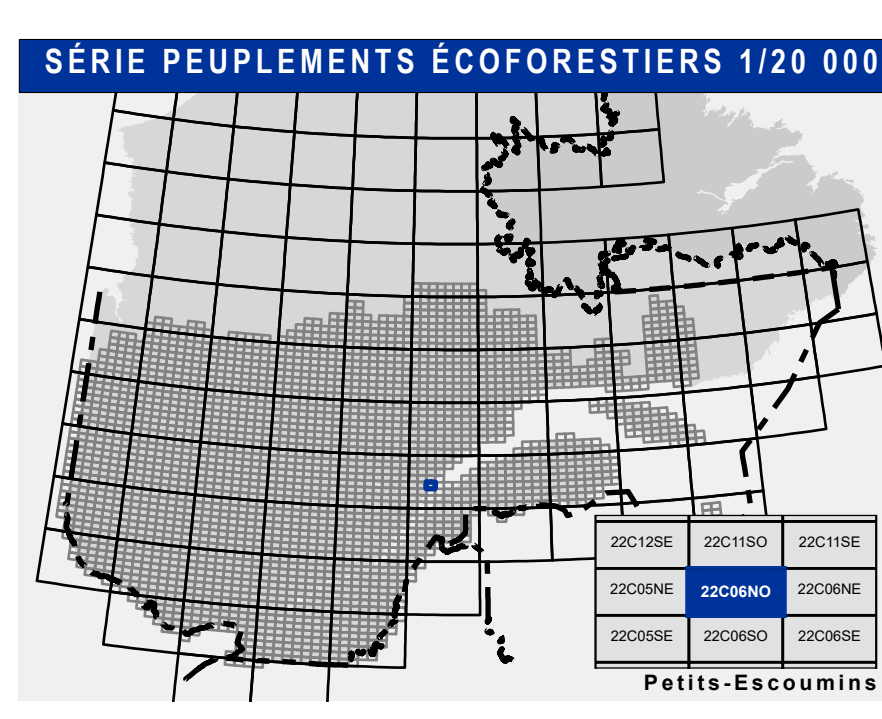 SÉRIE PEUPLEMENTS ÉCOFORESTIERS 1/20 000
22C12SE 22C11SO 22C11SE
22C05NE 22C06NO 22C06NE
22C05SE 22C06SO 22C06SE
Petits-Escoumins